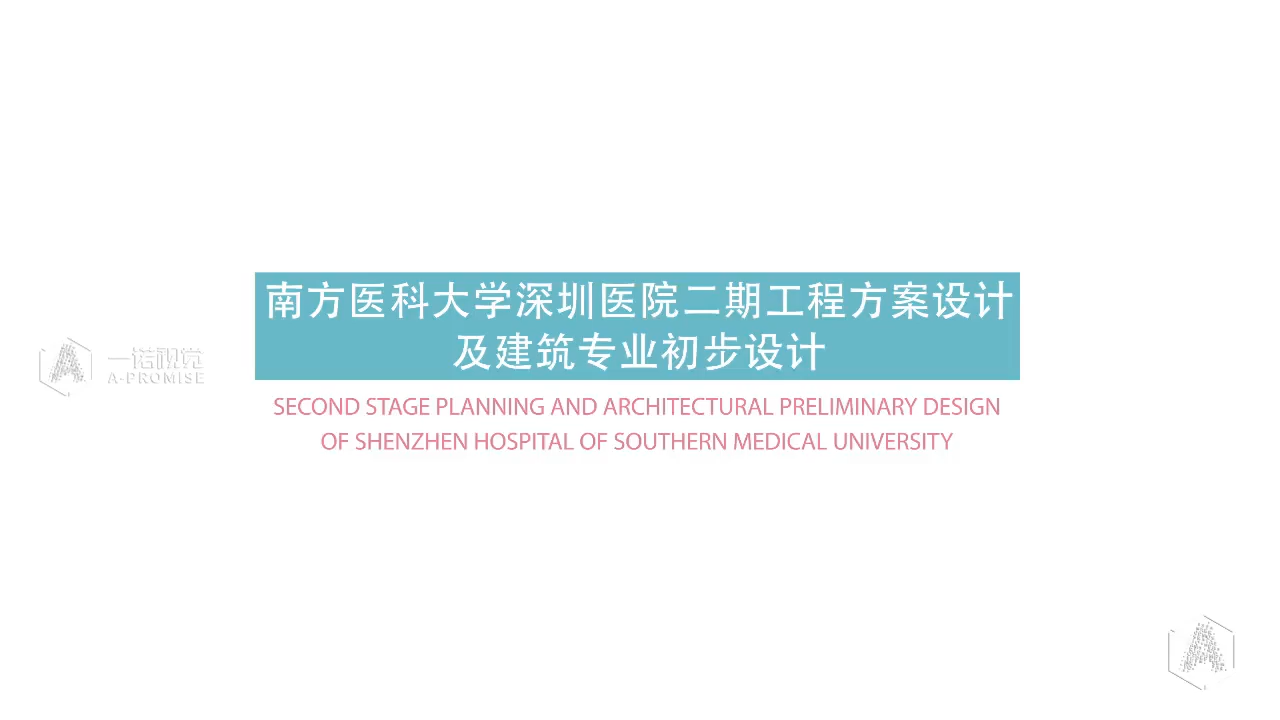 南方医科大学深圳医院二期工程方案设计
及建筑专业初步设计
一诺视觉
A-PROMISE
SECOND STAGE PLANNING AND ARCHITECTURAL PRELIMINARY DESIGN
OF SHENZHEN HOSPITAL OF SOUTHERN MEDICAL UNIVERSITY